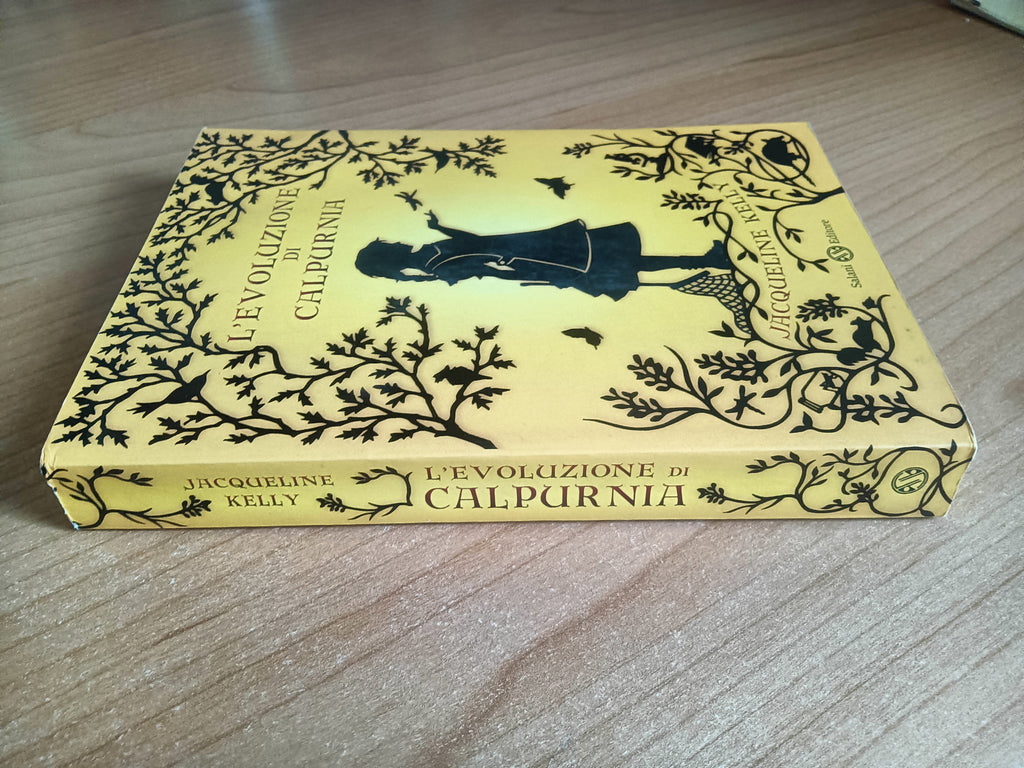 L'EVOLUZIONE
DI
CALPURNIA
JACQUELINE KELLY
Salani Editore
JACQUELINE
KELLY
L'EVOLUZIONE DI
CALPURNIA